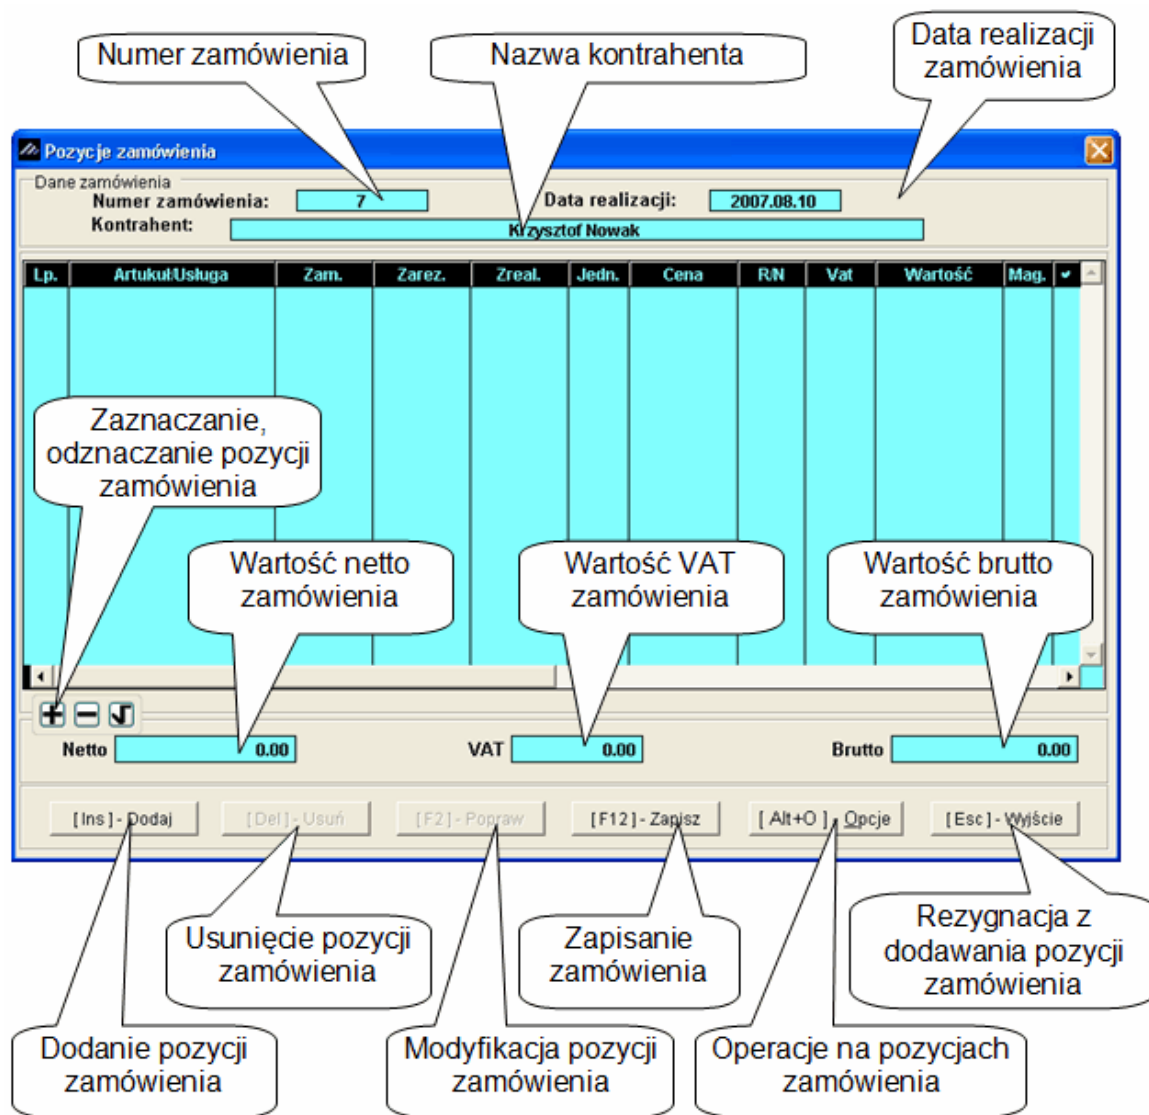 Numer zamówienia
Nazwa kontrahenta
Data realizacji
zamówienia
Pozycje zamówienia
Dane zamówienia
Numer zamówienia: 7 Data realizacji: 2007.08.10
Kontrahent: Krzysztof Nowak
Lp. Artukuł/Usługa Zam. Zarez. Zreal. Jedn. Cena R/N Vat Wartość Mag.
Zaznaczanie,
odznaczanie pozycji
zamówienia
Wartość netto
zamówienia
Wartość VAT
zamówienia
Wartość brutto
zamówienia
Netto 0.00 VAT 0.00 Brutto 0.00
[Ins]- Dodaj [Del]- Usuń [F2]- Popraw [F12]- Zapisz [Alt+O]- Opcje [Esc]- Wyjście
Usunięcie pozycji
zamówienia
Zapisanie
zamówienia
Rezygnacja z
dodawania pozycji
zamówienia
Dodanie pozycji
zamówienia
Modyfikacja pozycji
zamówienia
Operacje na pozycjach
zamówienia